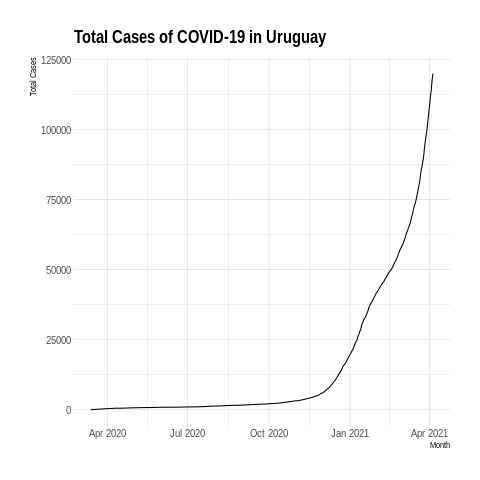 Total Cases of COVID-19 in Uruguay
Total Cases
125000
100000
75000
50000
25000
0
Apr 2020 Jul 2020 Oct 2020 Jan 2021 Apr 2021
Month